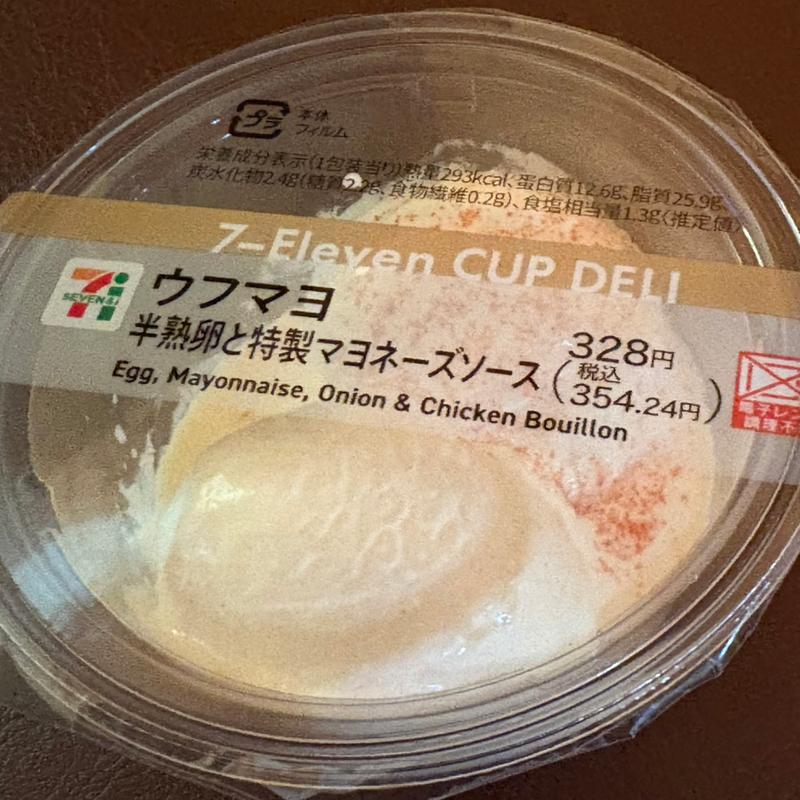 プラ
本体
フィルム
栄養成分表示(1包装当り)熱量293kcal、蛋白質12.6g、脂質25.9g、
炭水化物2.4g(糖質2.2g、食物繊維0.2g)、食塩相当量1.3g(推定値)
7-Eleven CUP DELI
SEVEN&i
ウフマヨ
半熟卵と特製マヨネーズソース
328円
(税込
354.24円)
Egg, Mayonnaise, Onion & Chicken Bouillon
電子レン
調理不